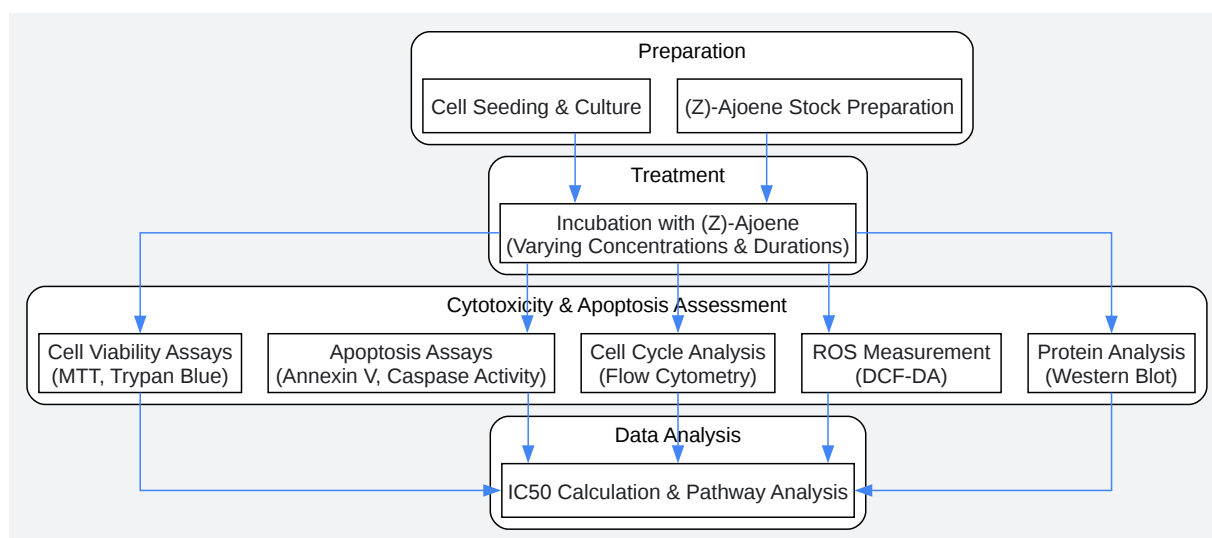 Preparation
Cell Seeding & Culture
(Z)-Ajoene Stock Preparation
Treatment
Incubation with (Z)-Ajoene
(Varying Concentrations & Durations)
Cytotoxicity & Apoptosis Assessment
Cell Viability Assays
(MTT, Trypan Blue)
Apoptosis Assays
(Annexin V, Caspase Activity)
Cell Cycle Analysis
(Flow Cytometry)
ROS Measurement
(DCF-DA)
Protein Analysis
(Western Blot)
Data Analysis
IC50 Calculation & Pathway Analysis